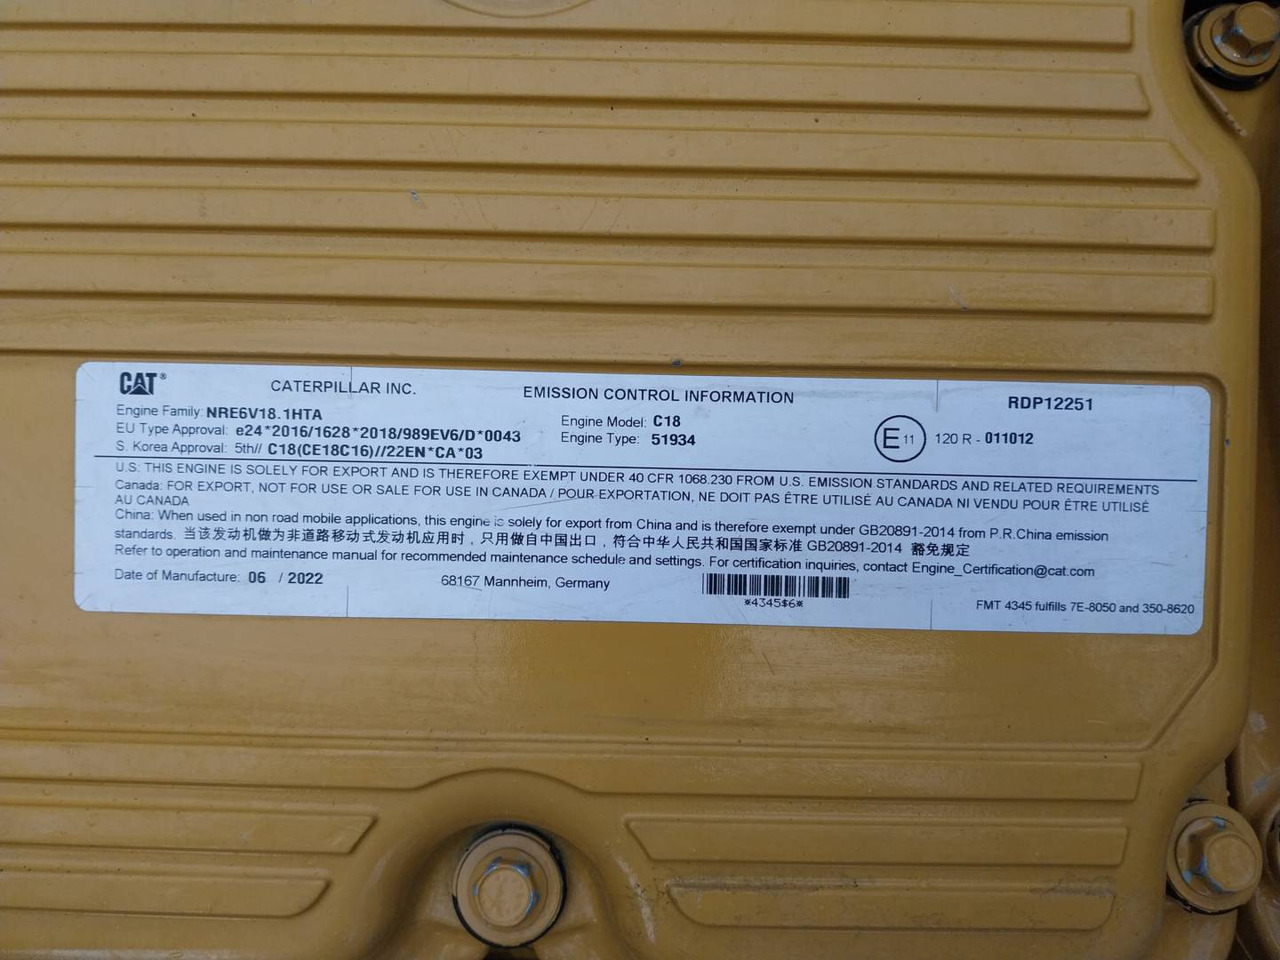 CAT®
CATERPILLAR INC.
EMISSION CONTROL INFORMATION
RDP12251
Engine Family: NRE6V18.1HTA
EU Type Approval: e24*2016/1628*2018/989EV6/D*0043
S. Korea Approval: 5th// C18(CE18C16)//22EN*CA*03
Engine Model: C18
Engine Type: 51934
E 11 120 R - 011012
U.S: THIS ENGINE IS SOLELY FOR EXPORT AND IS THEREFORE EXEMPT UNDER 40 CFR 1068.230 FROM U.S. EMISSION STANDARDS AND RELATED REQUIREMENTS
Canada: FOR EXPORT, NOT FOR USE OR SALE FOR USE IN CANADA / POUR EXPORTATION, NE DOIT PAS ÊTRE UTILISÉ AU CANADA NI VENDU POUR ÊTRE UTILISÉ
AU CANADA
China: When used in non road mobile applications, this engine is solely for export from China and is therefore exempt under GB20891-2014 from P.R.China emission
standards. 当该发动机做为非道路移动式发动机应用时，只用做自中国出口，符合中华人民共和国国家标准 GB20891-2014 豁免规定
Refer to operation and maintenance manual for recommended maintenance schedule and settings. For certification inquiries, contact Engine_Certification@cat.com
Date of Manufacture: 06 / 2022
68167 Mannheim, Germany
*4345$6*
FMT 4345 fulfills 7E-8050 and 350-8620